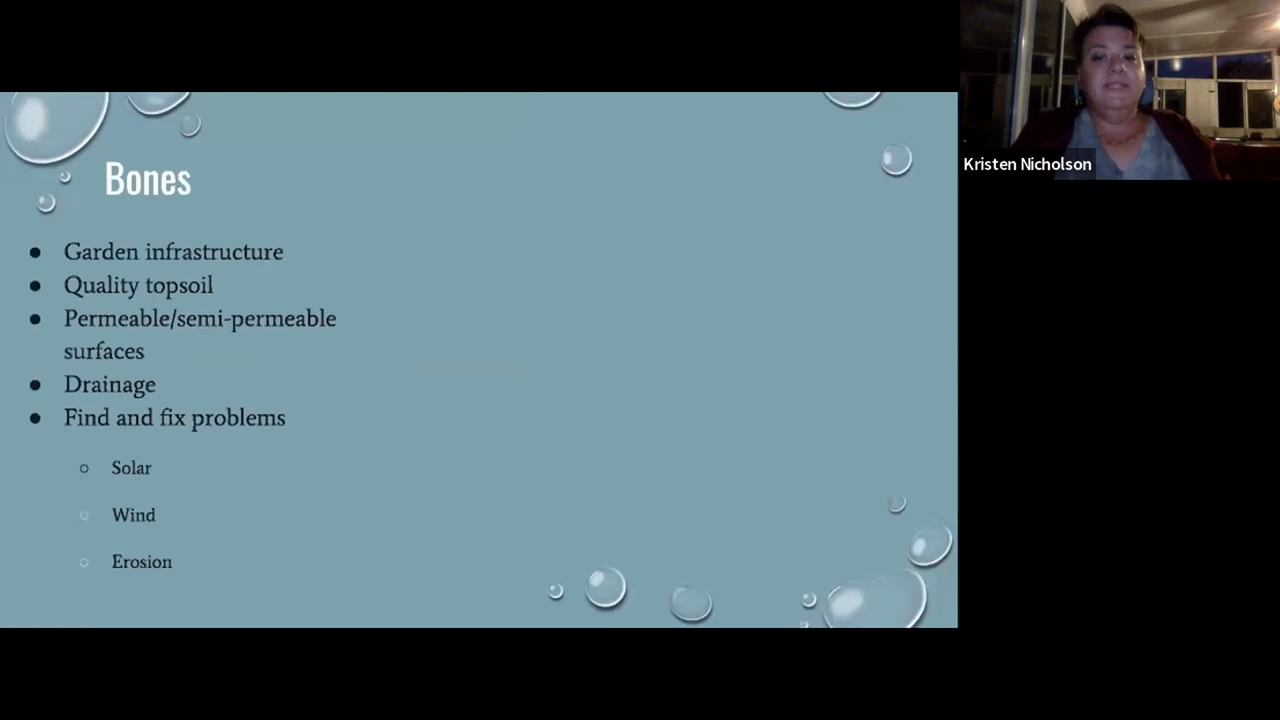 Bones
● Garden infrastructure
● Quality topsoil
● Permeable/semi-permeable
surfaces
● Drainage
● Find and fix problems
○ Solar
○ Wind
○ Erosion
Kristen Nicholson